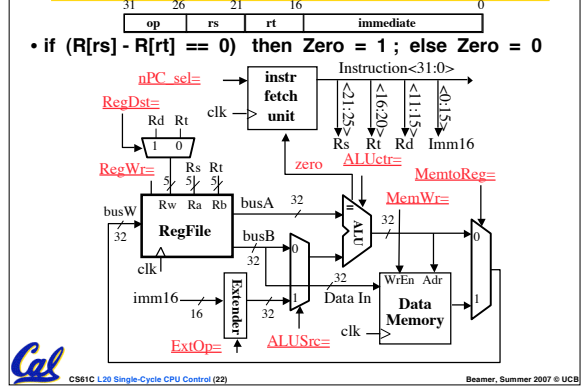 31 26 21 16 0
op rs rt immediate
• if (R[rs] - R[rt] == 0) then Zero = 1 ; else Zero = 0
Instruction<31:0>
nPC_sel=
instr
fetch
unit
clk
<21:25>
<16:20>
<11:15>
<0:15>
Rs Rt Rd Imm16
RegDst=
Rd Rt
1 0
zero
ALUctr=
RegWr=
Rs Rt
5 5 5
MemtoReg=
MemWr=
Rw Ra Rb
RegFile
busW
32
clk
busA
32
busB
32
=
ALU
32
0
1
0
1
imm16
16
Extender
32
32
Data In
WrEn Adr
Data
Memory
clk
ExtOp=
ALUSrc=
Cal
CS61C L20 Single-Cycle CPU Control (22)
Beamer, Summer 2007 © UCB